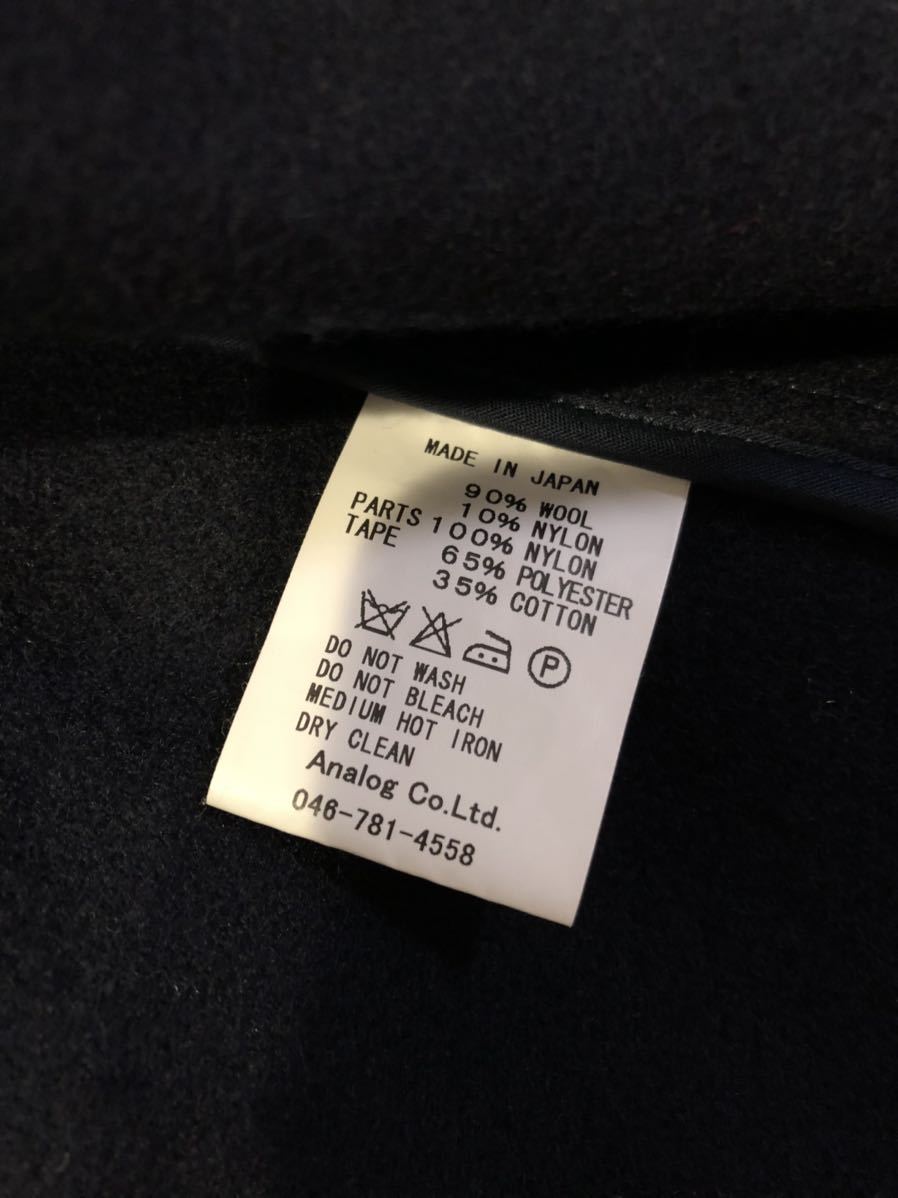 MADE IN JAPAN
90% WOOL
10% NYLON
PARTS 100% NYLON
TAPE 65% POLYESTER
35% COTTON
P
DO NOT WASH
DO NOT BLEACH
MEDIUM HOT IRON
DRY CLEAN
Analog Co.Ltd.
046-781-4558